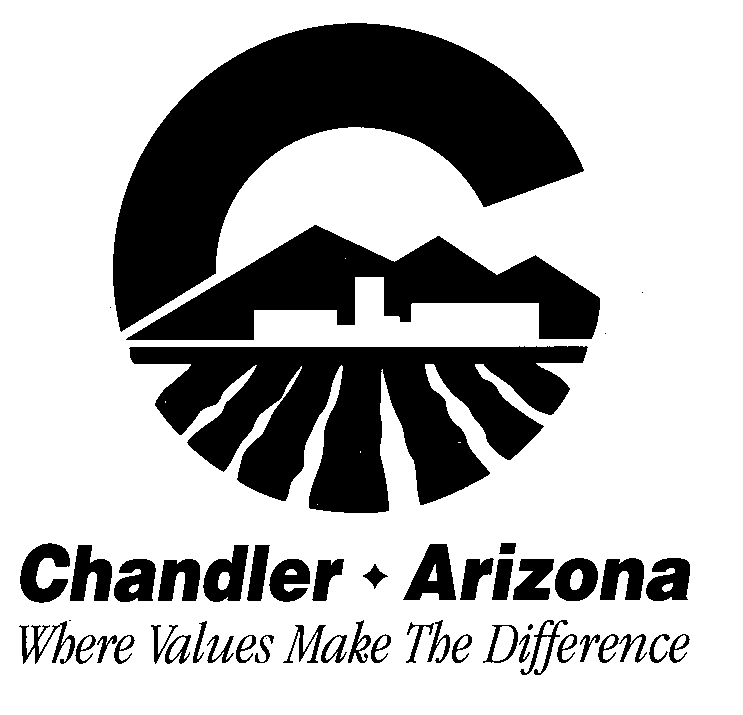 Chandler ✦ Arizona
Where Values Make The Difference